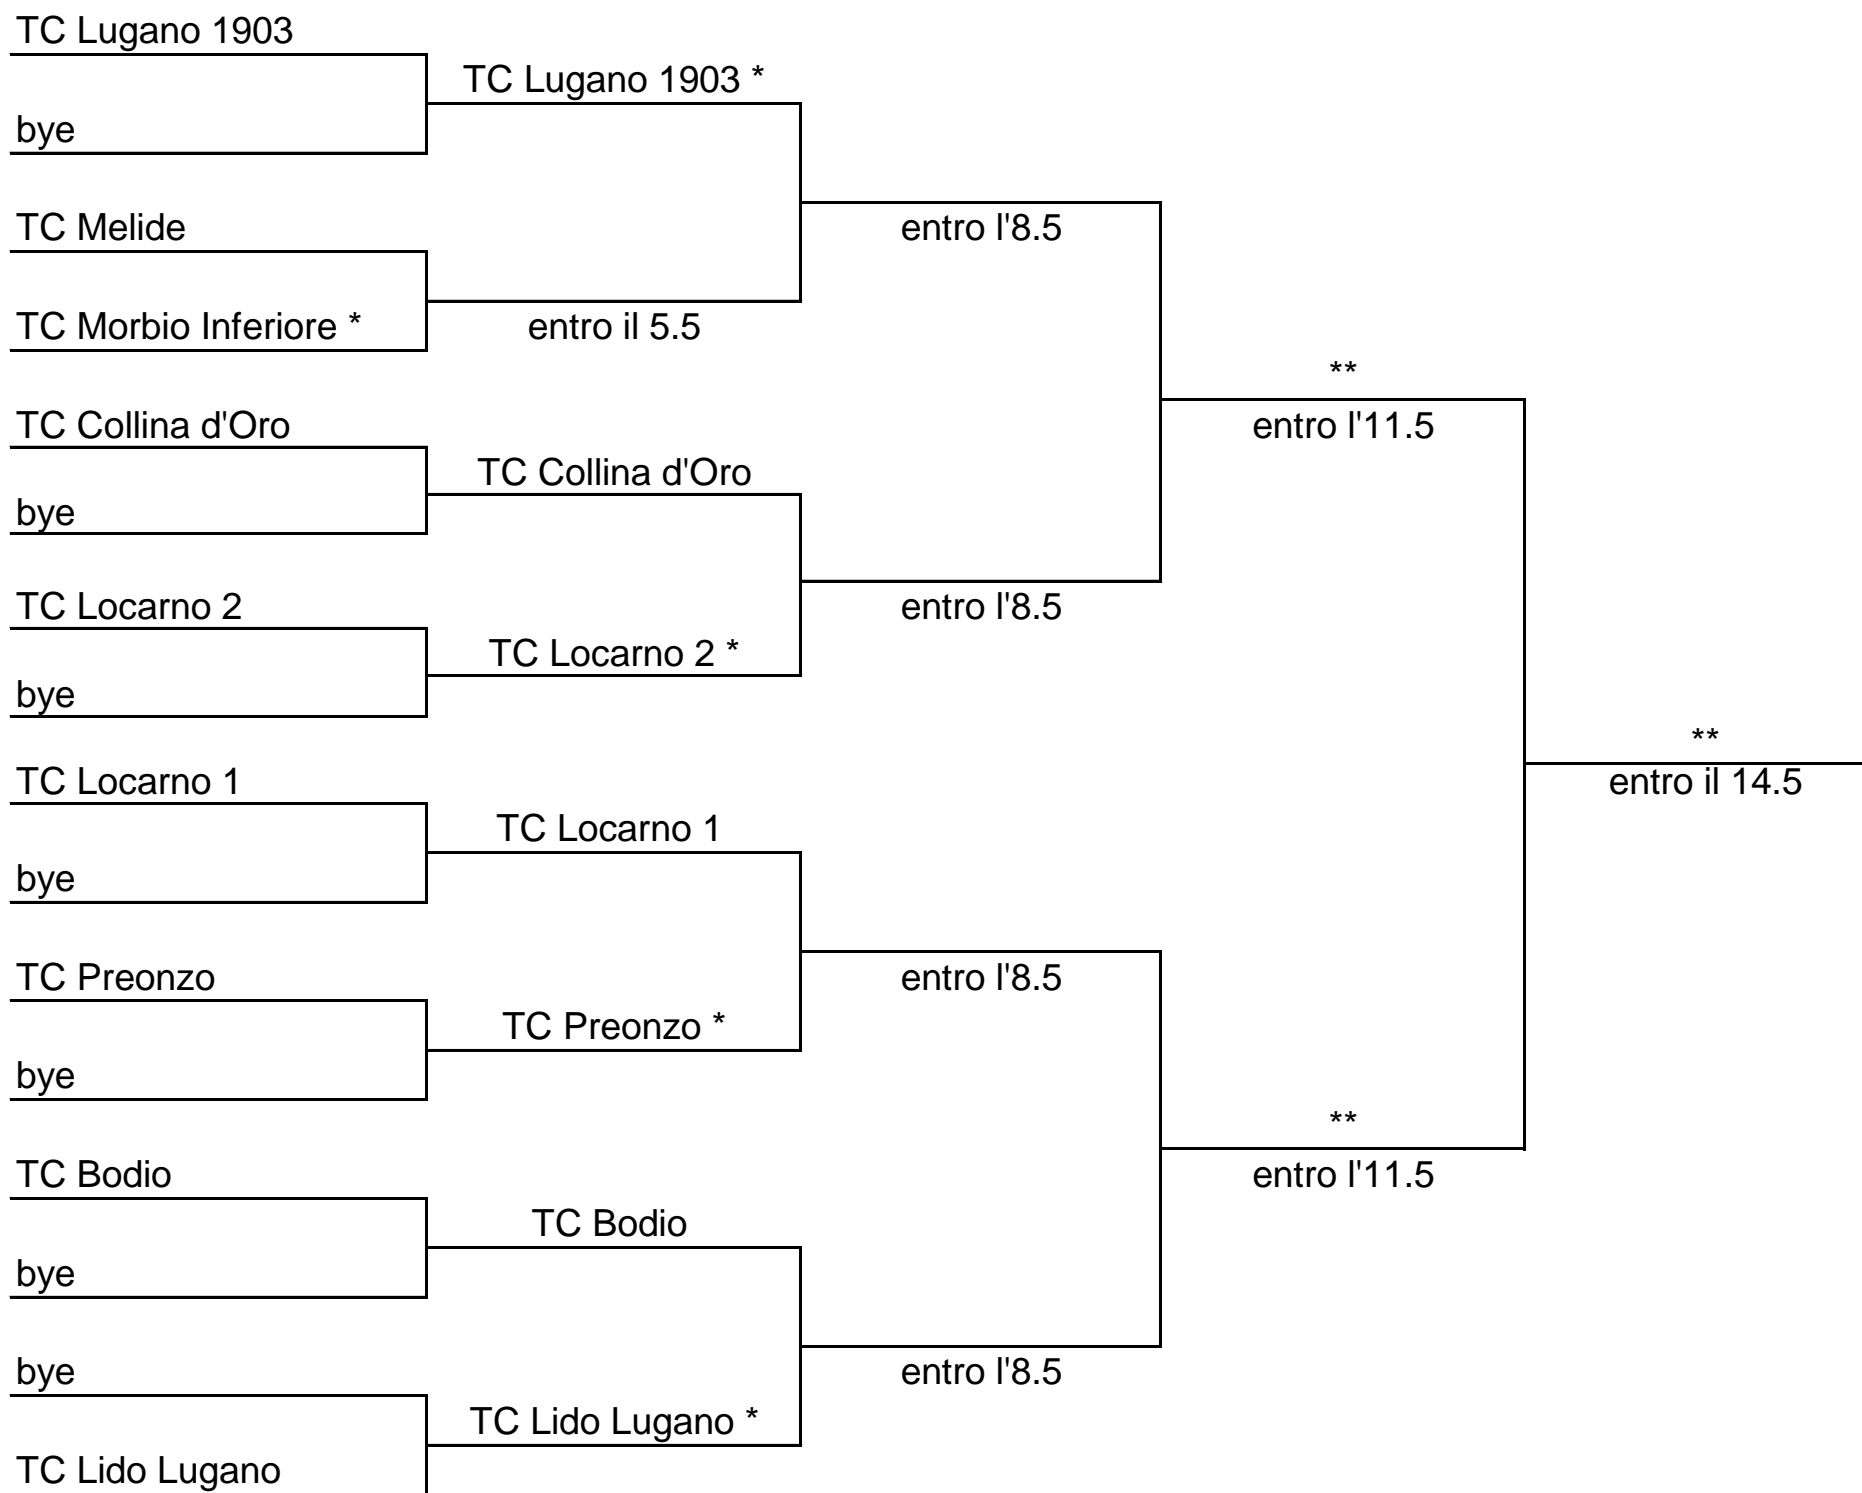 TC Lugano 1903
TC Lugano 1903 *
bye
TC Melide
entro l'8.5
TC Morbio Inferiore *
entro il 5.5
**
TC Collina d'Oro
entro l'11.5
TC Collina d'Oro
bye
TC Locarno 2
entro l'8.5
TC Locarno 2 *
bye
**
TC Locarno 1
entro il 14.5
TC Locarno 1
bye
TC Preonzo
entro l'8.5
TC Preonzo *
bye
**
TC Bodio
entro l'11.5
TC Bodio
bye
bye
entro l'8.5
TC Lido Lugano *
TC Lido Lugano